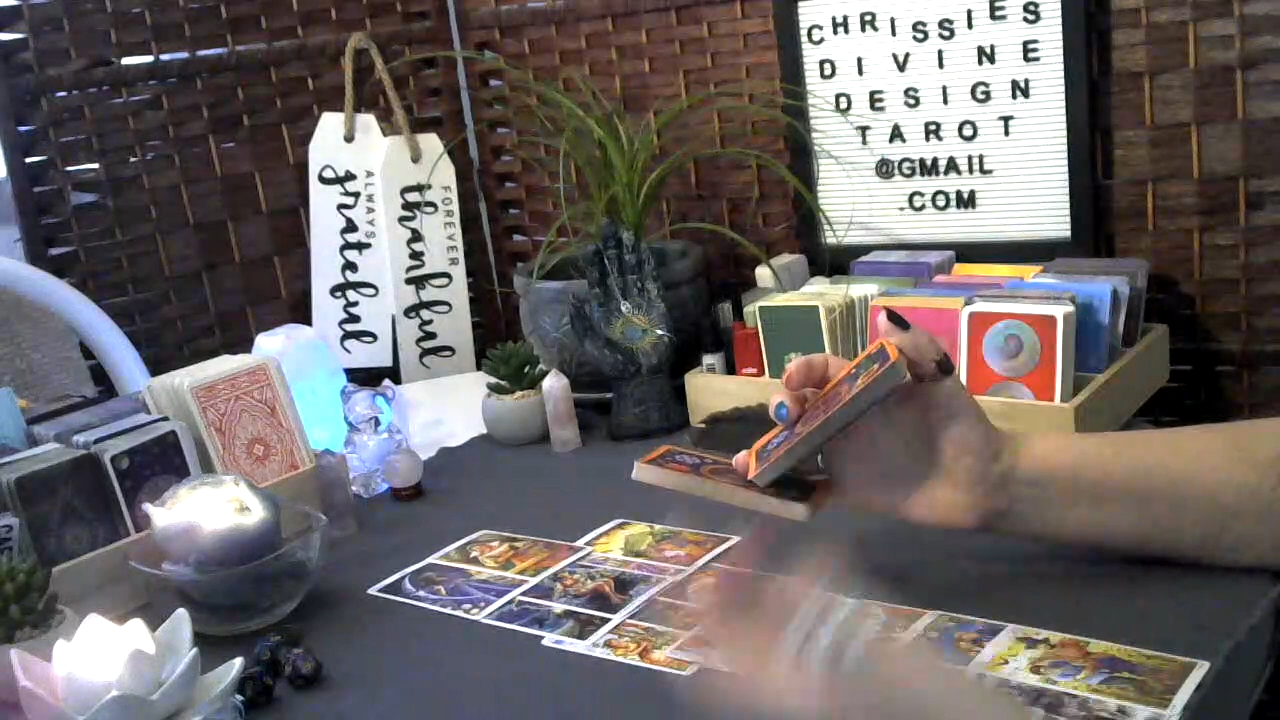 ALWAYS
grateful
FOREVER
thankful
CHRISSIES
DIVINE
DESIGN
TAROT
@GMAIL
.COM